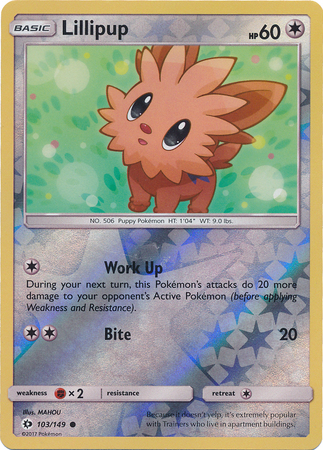 BASIC Lillipup HP60
NO. 506 Puppy Pokémon HT: 1'04" WT: 9.0 lbs.
Work Up
During your next turn, this Pokémon's attacks do 20
more damage to your opponent's Active Pokémon (before applying
Weakness and Resistance).
Bite 20
weakness ×2 resistance retreat
Illus. MAHOU
103/149
©2017 Pokémon
Because it doesn't yelp, it's extremely popular
with Trainers who live in apartment buildings.